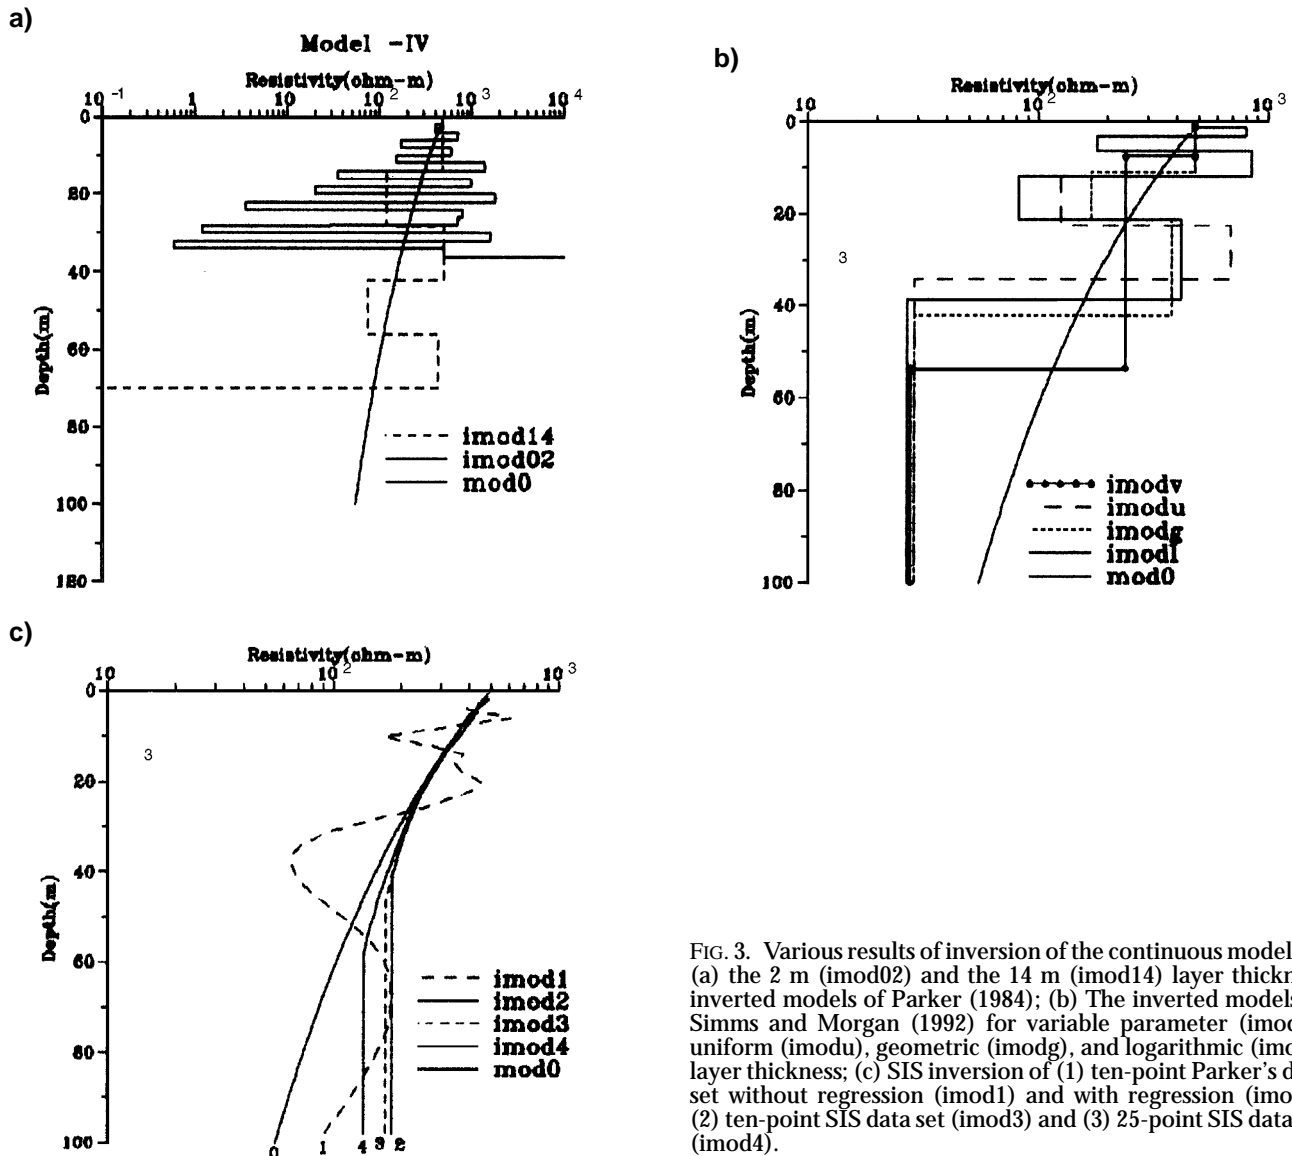 a)
Model -IV
Resistivity(ohm-m)
10^-1 1 10 10^2 10^3 10^4
0
20
40
60
80
100
120
Depth(m)
imod14
imod02
mod0
b)
Resistivity(ohm-m)
10^2 10^3
0
20
3
40
60
80
100
Depth(m)
imodv
imodu
imodg
imodl
mod0
c)
Resistivity(ohm-m)
10 10^2 10^3
0
3
20
40
60
80
100
Depth(m)
imod1
imod2
imod3
imod4
mod0
0 1 4 3 2
FIG. 3. Various results of inversion of the continuous model
(a) the 2 m (imod02) and the 14 m (imod14) layer thickn
inverted models of Parker (1984); (b) The inverted models
Simms and Morgan (1992) for variable parameter (imod
uniform (imodu), geometric (imodg), and logarithmic (imo
layer thickness; (c) SIS inversion of (1) ten-point Parker's d
set without regression (imod1) and with regression (imo
(2) ten-point SIS data set (imod3) and (3) 25-point SIS data
(imod4).